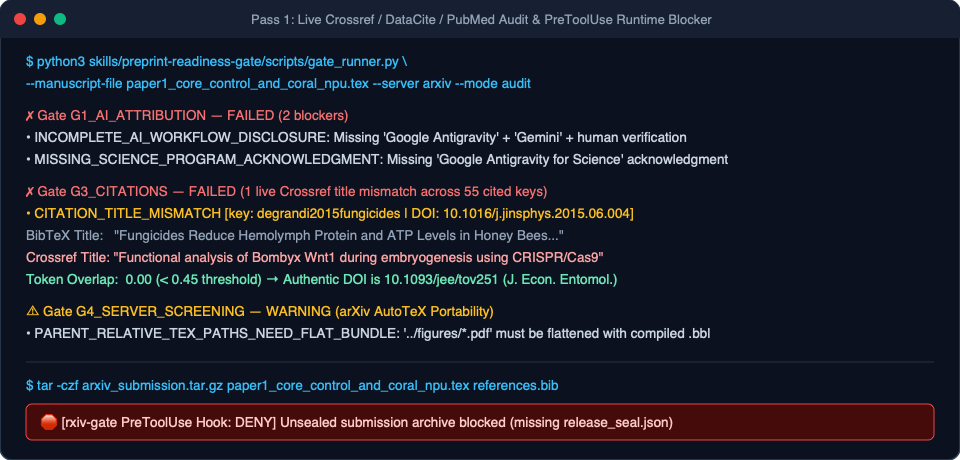 Pass 1: Live Crossref / DataCite / PubMed Audit & PreToolUse Runtime Blocker
$ python3 skills/preprint-readiness-gate/scripts/gate_runner.py \
--manuscript-file paper1_core_control_and_coral_npu.tex --server arxiv --mode audit
✗ Gate G1_AI_ATTRIBUTION — FAILED (2 blockers)
• INCOMPLETE_AI_WORKFLOW_DISCLOSURE: Missing 'Google Antigravity' + 'Gemini' + human verification
• MISSING_SCIENCE_PROGRAM_ACKNOWLEDGMENT: Missing 'Google Antigravity for Science' acknowledgment
✗ Gate G3_CITATIONS — FAILED (1 live Crossref title mismatch across 55 cited keys)
• CITATION_TITLE_MISMATCH [key: degrandi2015fungicides | DOI: 10.1016/j.jinsphys.2015.06.004]
BibTeX Title: "Fungicides Reduce Hemolymph Protein and ATP Levels in Honey Bees..."
Crossref Title: "Functional analysis of Bombyx Wnt1 during embryogenesis using CRISPR/Cas9"
Token Overlap: 0.00 (< 0.45 threshold) → Authentic DOI is 10.1093/jee/tov251 (J. Econ. Entomol.)
⚠ Gate G4_SERVER_SCREENING — WARNING (arXiv AutoTeX Portability)
• PARENT_RELATIVE_TEX_PATHS_NEED_FLAT_BUNDLE: '../figures/*.pdf' must be flattened with compiled .bbl
$ tar -czf arxiv_submission.tar.gz paper1_core_control_and_coral_npu.tex references.bib
🛑 [rxiv-gate PreToolUse Hook: DENY] Unsealed submission archive blocked (missing release_seal.json)